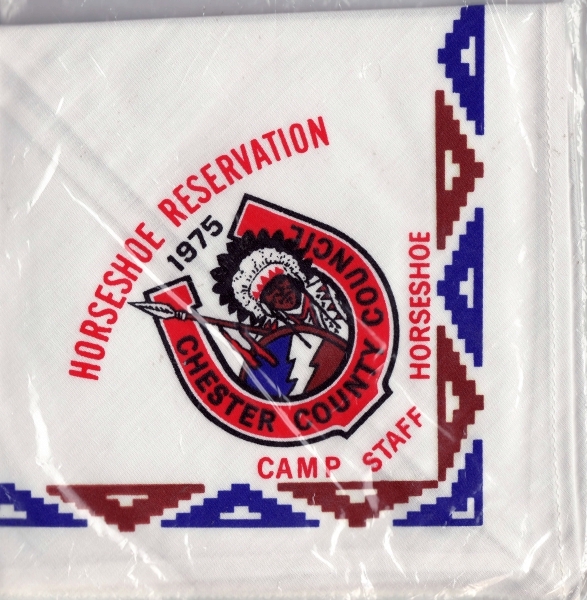 HORSESHOE RESERVATION
1975
CHESTER COUNTY COUNCIL
CAMP STAFF HORSESHOE